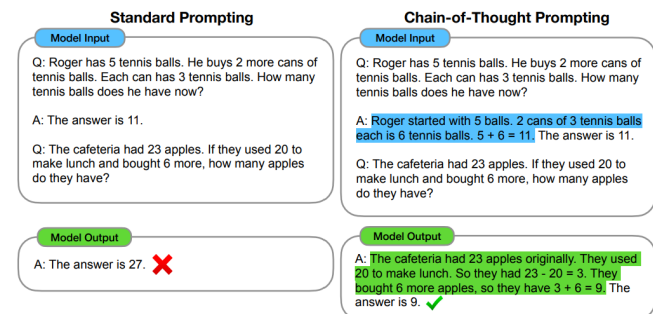 Standard Prompting
Model Input
Q: Roger has 5 tennis balls. He buys 2 more cans of
tennis balls. Each can has 3 tennis balls. How many
tennis balls does he have now?
A: The answer is 11.
Q: The cafeteria had 23 apples. If they used 20 to
make lunch and bought 6 more, how many apples
do they have?
Model Output
A: The answer is 27.
Chain-of-Thought Prompting
Model Input
Q: Roger has 5 tennis balls. He buys 2 more cans of
tennis balls. Each can has 3 tennis balls. How many
tennis balls does he have now?
A: Roger started with 5 balls. 2 cans of 3 tennis balls
each is 6 tennis balls. 5 + 6 = 11. The answer is 11.
Q: The cafeteria had 23 apples. If they used 20 to
make lunch and bought 6 more, how many apples
do they have?
Model Output
A: The cafeteria had 23 apples originally. They used
20 to make lunch. So they had 23 - 20 = 3. They
bought 6 more apples, so they have 3 + 6 = 9. The
answer is 9.